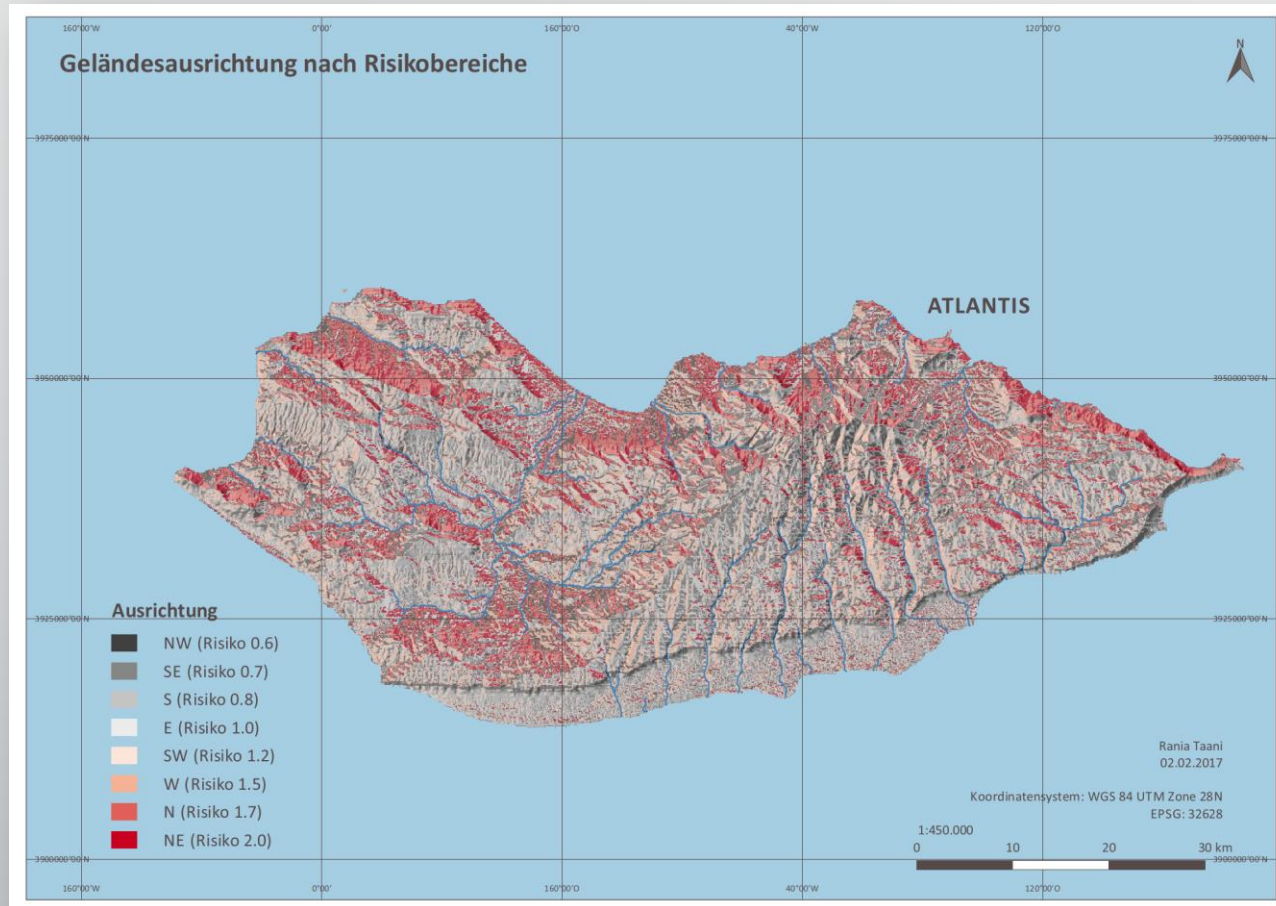 160°00'W 0°00' 160°00'O 40°00'W 120°00'O
N
Geländesausrichtung nach Risikobereiche
3975000°00'N 3975000°00'N
ATLANTIS
3950000°00'N 3950000°00'N
3925000°00'N 3925000°00'N
Ausrichtung
NW (Risiko 0.6)
SE (Risiko 0.7)
S (Risiko 0.8)
E (Risiko 1.0)
SW (Risiko 1.2)
W (Risiko 1.5)
N (Risiko 1.7)
NE (Risiko 2.0)
Rania Taani
02.02.2017
Koordinatensystem: WGS 84 UTM Zone 28N
EPSG: 32628
1:450.000
0 10 20 30 km
3900000°00'N 3900000°00'N
160°00'W 0°00' 160°00'O 40°00'W 120°00'O